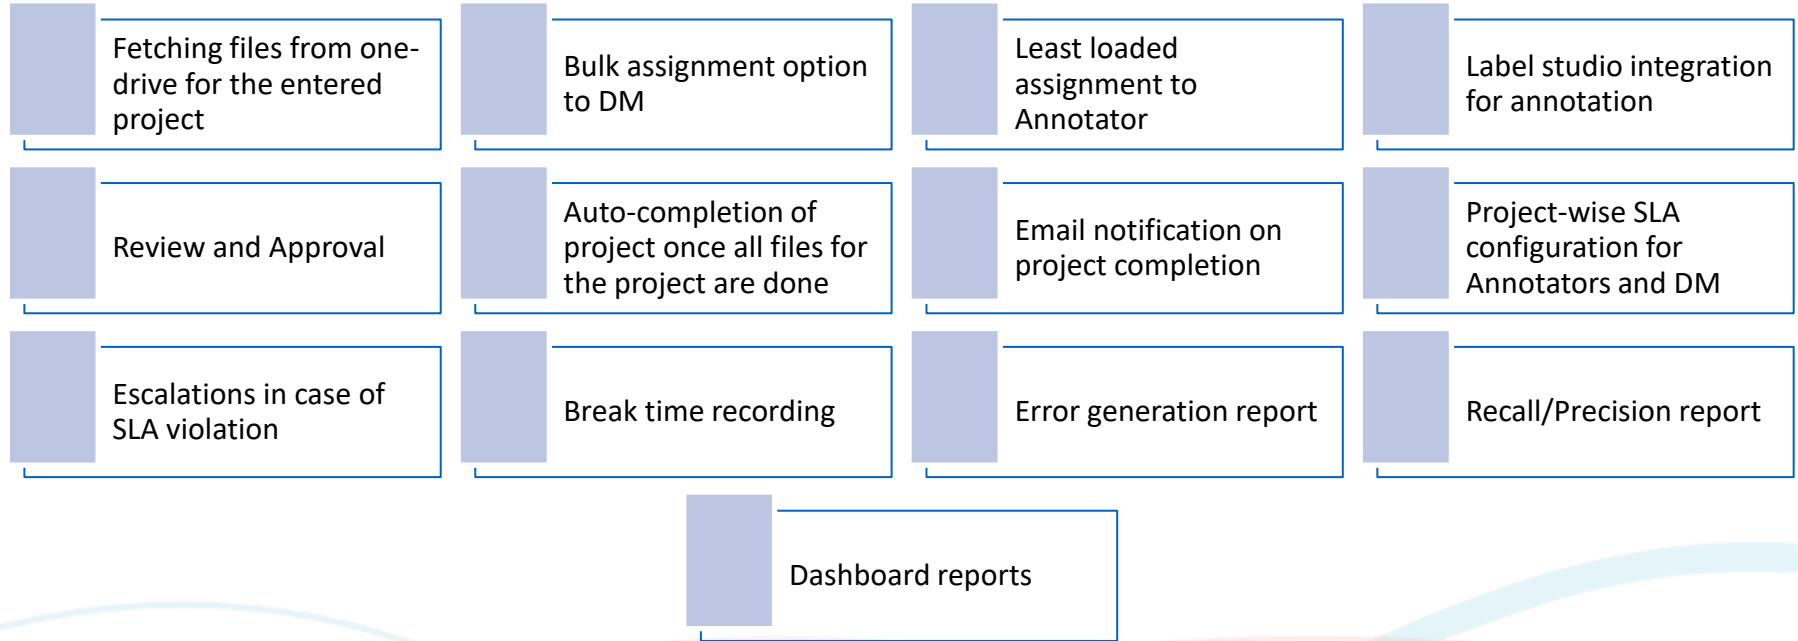 Fetching files from one-
drive for the entered
project
Bulk assignment option
to DM
Least loaded
assignment to
Annotator
Label studio integration
for annotation
Review and Approval
Auto-completion of
project once all files for
the project are done
Email notification on
project completion
Project-wise SLA
configuration for
Annotators and DM
Escalations in case of
SLA violation
Break time recording
Error generation report
Recall/Precision report
Dashboard reports